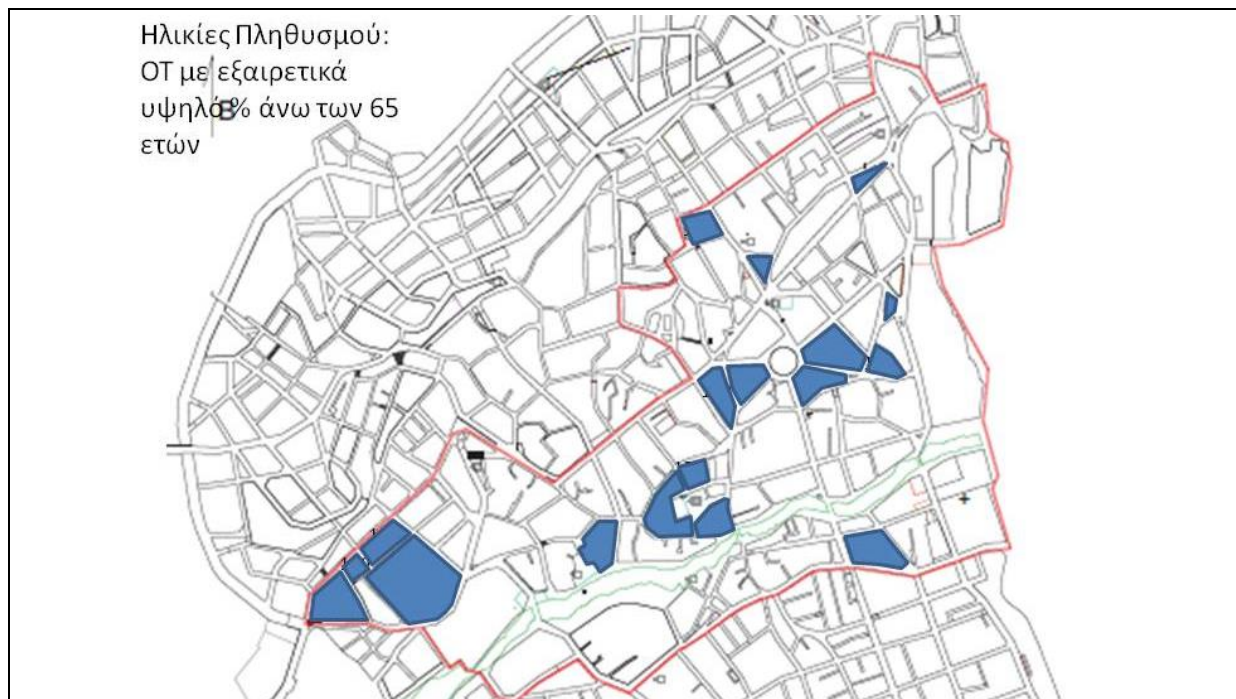 Ηλικίες Πληθυσμού:
ΟΤ με εξαιρετικά
υψηλό % άνω των 65
ετών
Β